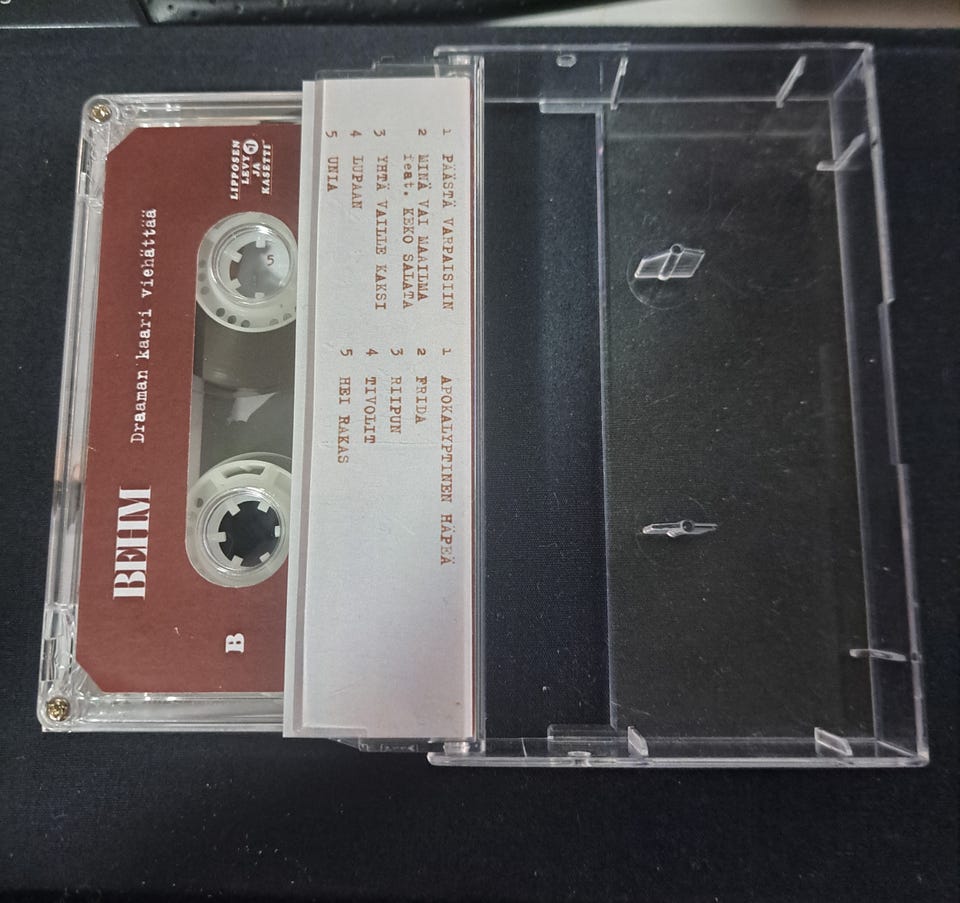 BEHM
Draaman kaari viehättää
LIPPOSEN
LEVY
JA
KASETTI
B
5
1 PÄÄSTÄ VARPAISIIN
2 MINÄ VAI MAAILMA
feat. KEKO SALATA
3 YHTÄ VAILLE KAKSI
4 LUPAAN
5 UNIA
1 APOKALYPTINEN HÄPEÄ
2 FRIDA
3 RIIPUN
4 TIVOLIT
5 HEI RAKAS